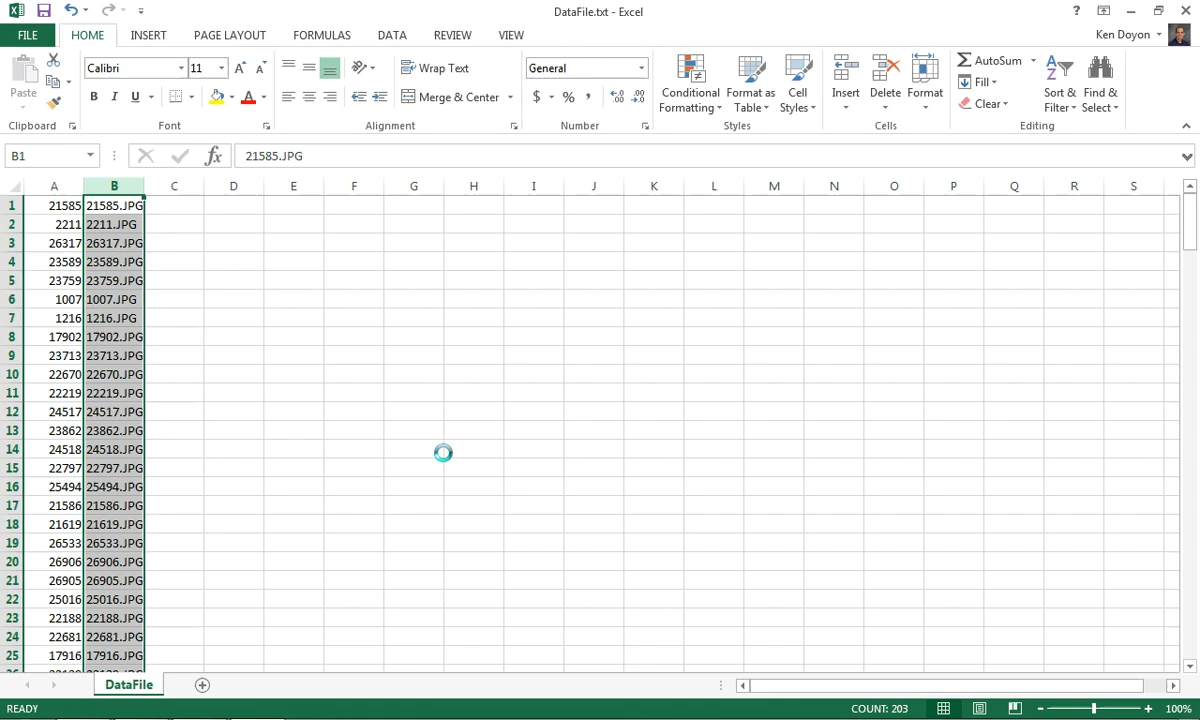 DataFile.txt - Excel
?
FILE HOME INSERT PAGE LAYOUT FORMULAS DATA REVIEW VIEW Ken Doyon
Paste
Clipboard
Calibri 11
B I U
Font
Wrap Text
Merge & Center
Alignment
General
$ %
Number
Conditional Formatting
Format as Table
Cell Styles
Styles
Insert Delete Format
Cells
AutoSum
Fill
Clear
Sort & Filter
Find & Select
Editing
B1 fx 21585.JPG
A B C D E F G H I J K L M N O P Q R S
1 21585 21585.JPG
2 2211 2211.JPG
3 26317 26317.JPG
4 23589 23589.JPG
5 23759 23759.JPG
6 1007 1007.JPG
7 1216 1216.JPG
8 17902 17902.JPG
9 23713 23713.JPG
10 22670 22670.JPG
11 22219 22219.JPG
12 24517 24517.JPG
13 23862 23862.JPG
14 24518 24518.JPG
15 22797 22797.JPG
16 25494 25494.JPG
17 21586 21586.JPG
18 21619 21619.JPG
19 26533 26533.JPG
20 26906 26906.JPG
21 26905 26905.JPG
22 25016 25016.JPG
23 22188 22188.JPG
24 22681 22681.JPG
25 17916 17916.JPG
DataFile
READY COUNT: 203 100%